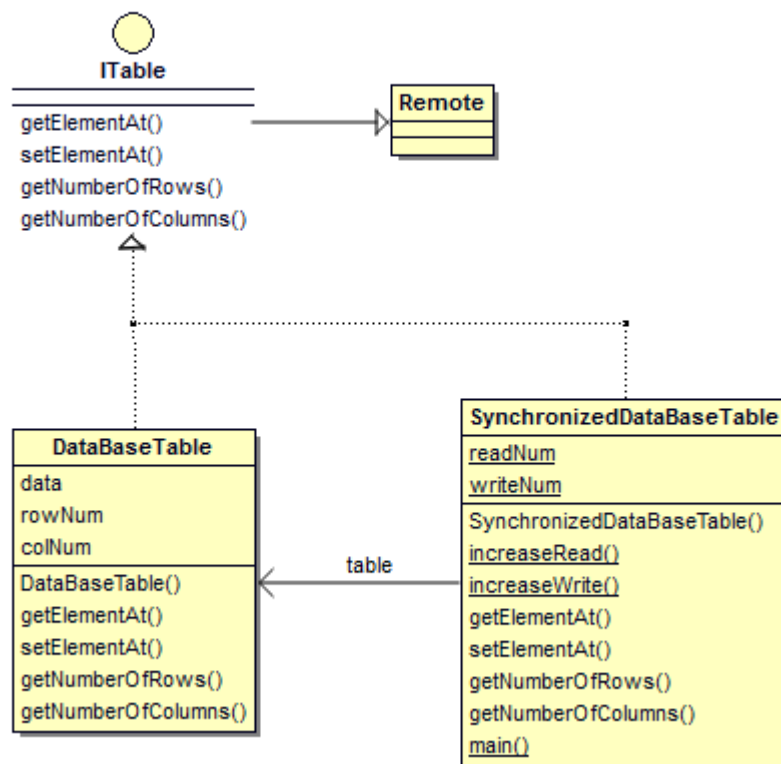 ITable
getElementAt()
setElementAt()
getNumberOfRows()
getNumberOfColumns()
Remote
DataBaseTable
data
rowNum
colNum
DataBaseTable()
getElementAt()
setElementAt()
getNumberOfRows()
getNumberOfColumns()
table
SynchronizedDataBaseTable
readNum
writeNum
SynchronizedDataBaseTable()
increaseRead()
increaseWrite()
getElementAt()
setElementAt()
getNumberOfRows()
getNumberOfColumns()
main()